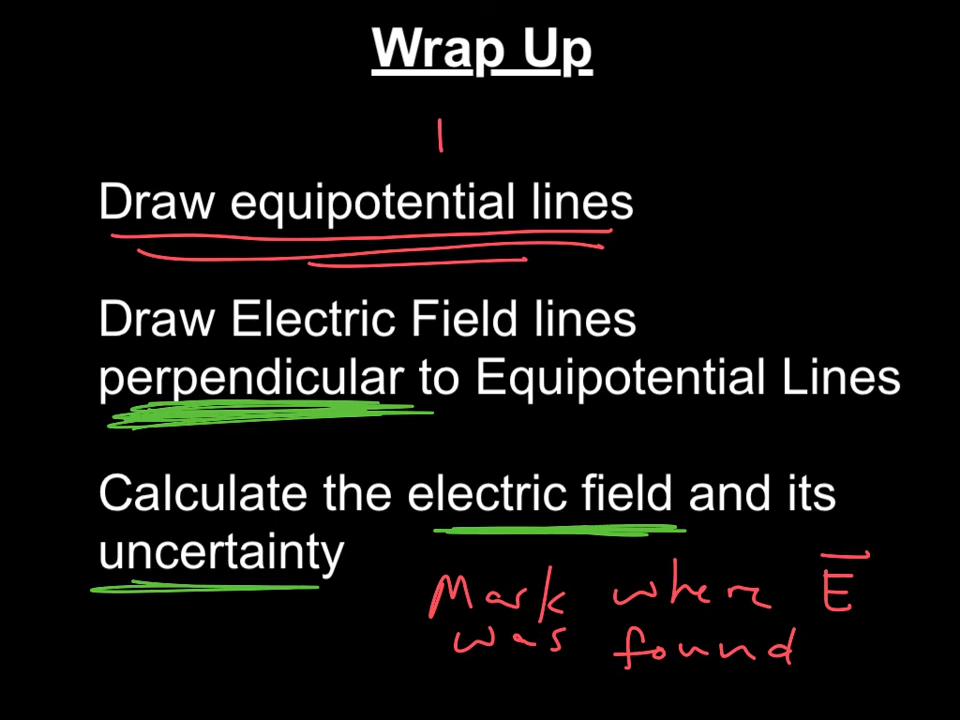 Wrap Up
Draw equipotential lines
Draw Electric Field lines
perpendicular to Equipotential Lines
Calculate the electric field and its
uncertainty
Mark where E̅
was found